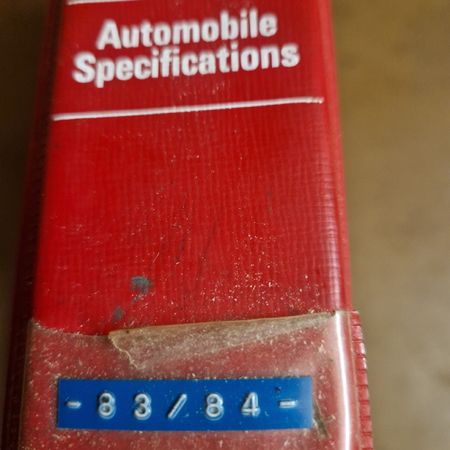 Automobile
Specifications
- 83/84 -